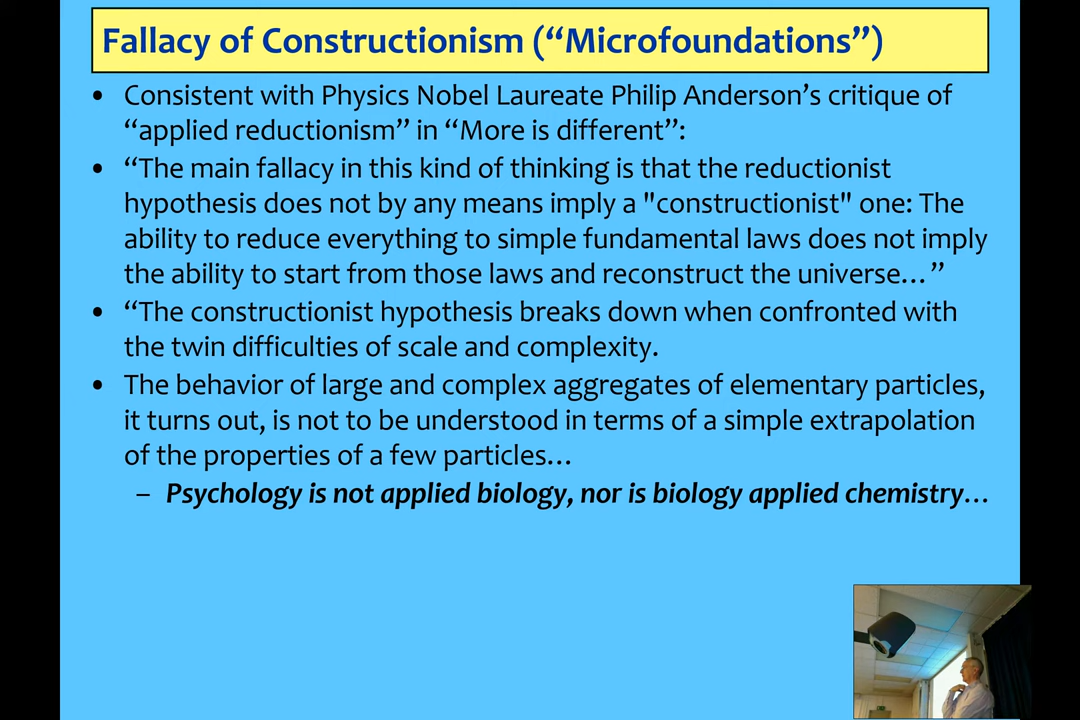 Fallacy of Constructionism (“Microfoundations”)
• Consistent with Physics Nobel Laureate Philip Anderson’s critique of
“applied reductionism” in “More is different”:
• “The main fallacy in this kind of thinking is that the reductionist
hypothesis does not by any means imply a "constructionist" one: The
ability to reduce everything to simple fundamental laws does not imply
the ability to start from those laws and reconstruct the universe…”
• “The constructionist hypothesis breaks down when confronted with
the twin difficulties of scale and complexity.
• The behavior of large and complex aggregates of elementary particles,
it turns out, is not to be understood in terms of a simple extrapolation
of the properties of a few particles…
– Psychology is not applied biology, nor is biology applied chemistry…